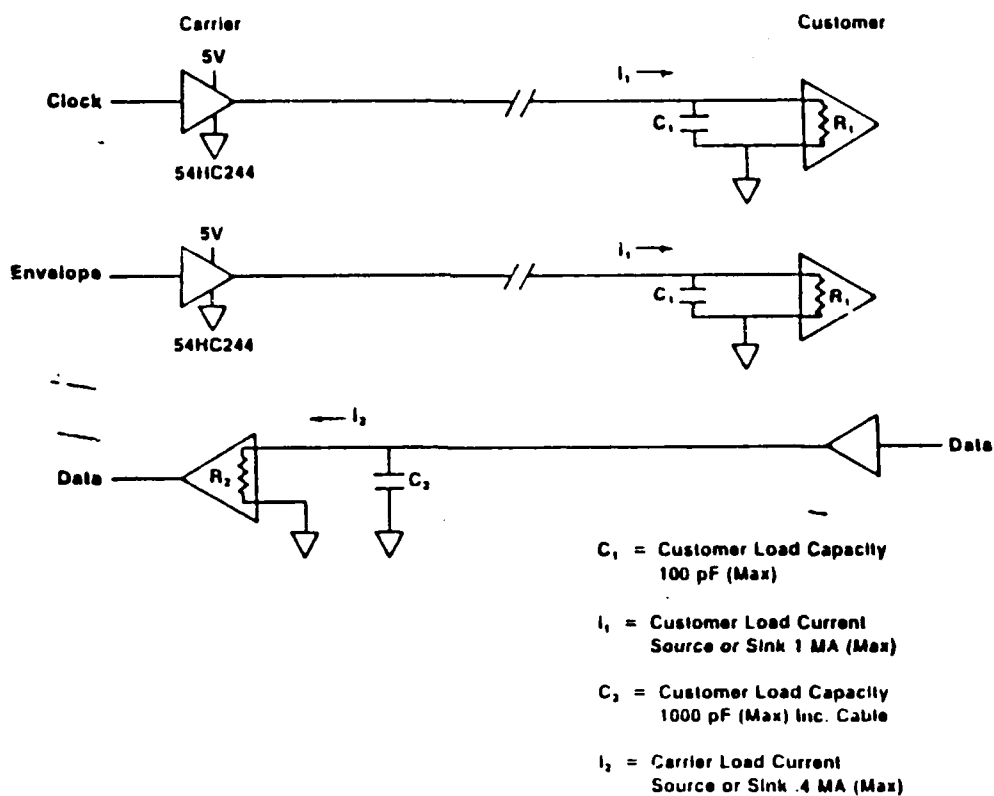 Carrier
Customer
5V
I₁
Clock
C₁
R₁
54HC244
5V
I₁
Envelope
C₁
R₁
54HC244
I₂
Data
R₂
C₂
Data
C₁ = Customer Load Capacity
100 pF (Max)
I₁ = Customer Load Current
Source or Sink 1 MA (Max)
C₂ = Customer Load Capacity
1000 pF (Max) Inc. Cable
I₂ = Carrier Load Current
Source or Sink .4 MA (Max)